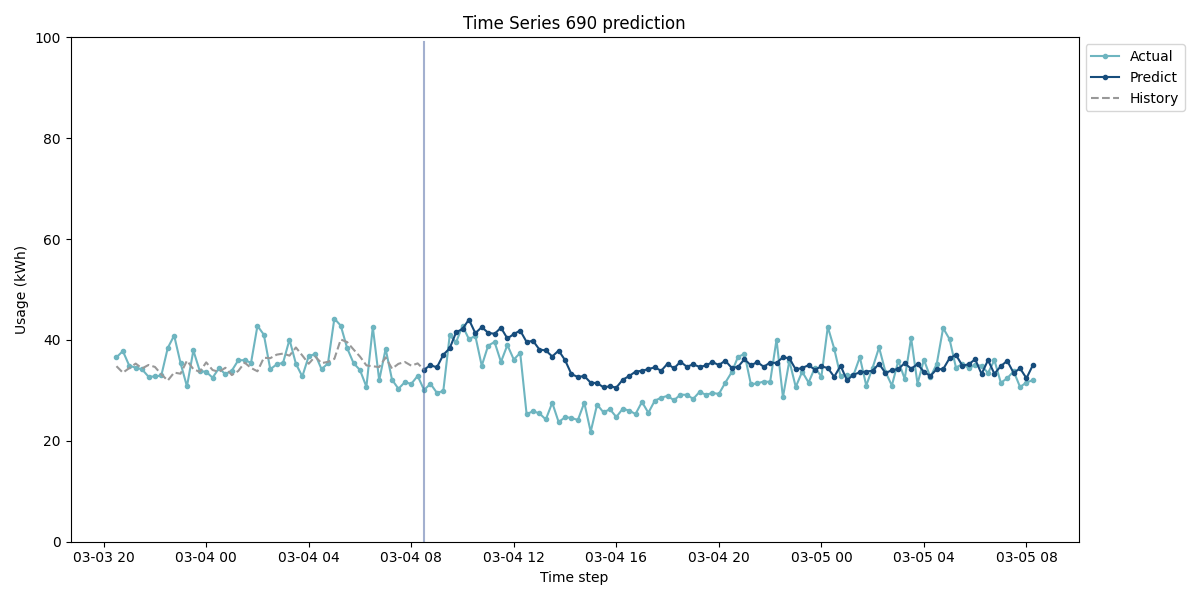 Time Series 690 prediction
Usage (kWh)
100
80
60
40
20
0
03-03 20
03-04 00
03-04 04
03-04 08
03-04 12
03-04 16
03-04 20
03-05 00
03-05 04
03-05 08
Time step
Actual
Predict
History